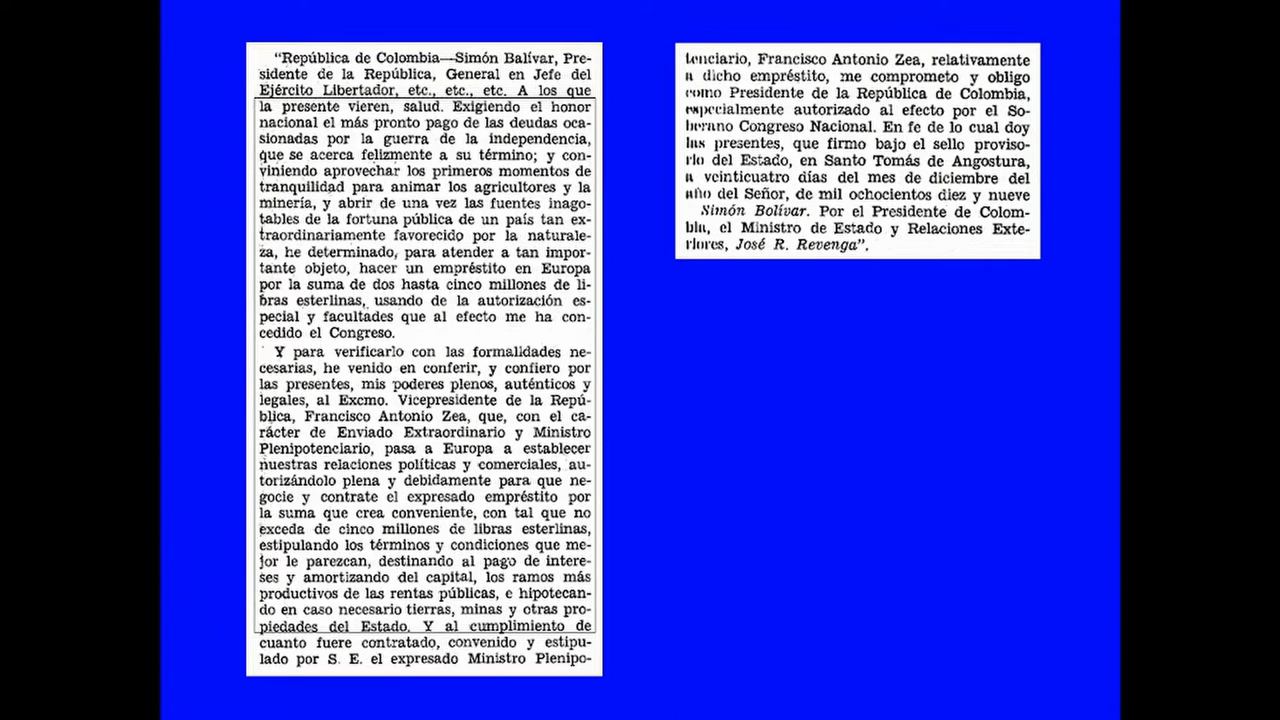 “República de Colombia—Simón Balívar, Pre-
sidente de la República, General en Jefe del
Ejército Libertador, etc., etc., etc. A los que
la presente vieren, salud. Exigiendo el honor
nacional el más pronto pago de las deudas oca-
sionadas por la guerra de la independencia,
que se acerca felizmente a su término; y con-
viniendo aprovechar los primeros momentos de
tranquilidad para animar los agricultores y la
minería, y abrir de una vez las fuentes inago-
tables de la fortuna pública de un país tan ex-
traordinariamente favorecido por la naturale-
za, he determinado, para atender a tan impor-
tante objeto, hacer un empréstito en Europa
por la suma de dos hasta cinco millones de li-
bras esterlinas, usando de la autorización es-
pecial y facultades que al efecto me ha con-
cedido el Congreso.
Y para verificarlo con las formalidades ne-
cesarias, he venido en conferir, y confiero por
las presentes, mis poderes plenos, auténticos y
legales, al Excmo. Vicepresidente de la Repú-
blica, Francisco Antonio Zea, que, con el ca-
rácter de Enviado Extraordinario y Ministro
Plenipotenciario, pasa a Europa a establecer
nuestras relaciones políticas y comerciales, au-
torizándolo plena y debidamente para que ne-
gocie y contrate el expresado empréstito por
la suma que crea conveniente, con tal que no
exceda de cinco millones de libras esterlinas,
estipulando los términos y condiciones que me-
jor le parezcan, destinando al pago de intere-
ses y amortizando del capital, los ramos más
productivos de las rentas públicas, e hipotecan-
do en caso necesario tierras, minas y otras pro-
piedades del Estado. Y al cumplimiento de
cuanto fuere contratado, convenido y estipu-
lado por S. E. el expresado Ministro Plenipo-
tenciario, Francisco Antonio Zea, relativamente
a dicho empréstito, me comprometo y obligo
como Presidente de la República de Colombia,
especialmente autorizado al efecto por el So-
berano Congreso Nacional. En fe de lo cual doy
las presentes, que firmo bajo el sello proviso-
rio del Estado, en Santo Tomás de Angostura,
a veinticuatro días del mes de diciembre del
año del Señor, de mil ochocientos diez y nueve
Simón Bolívar. Por el Presidente de Colom-
bia, el Ministro de Estado y Relaciones Exte-
riores, José R. Revenga”.